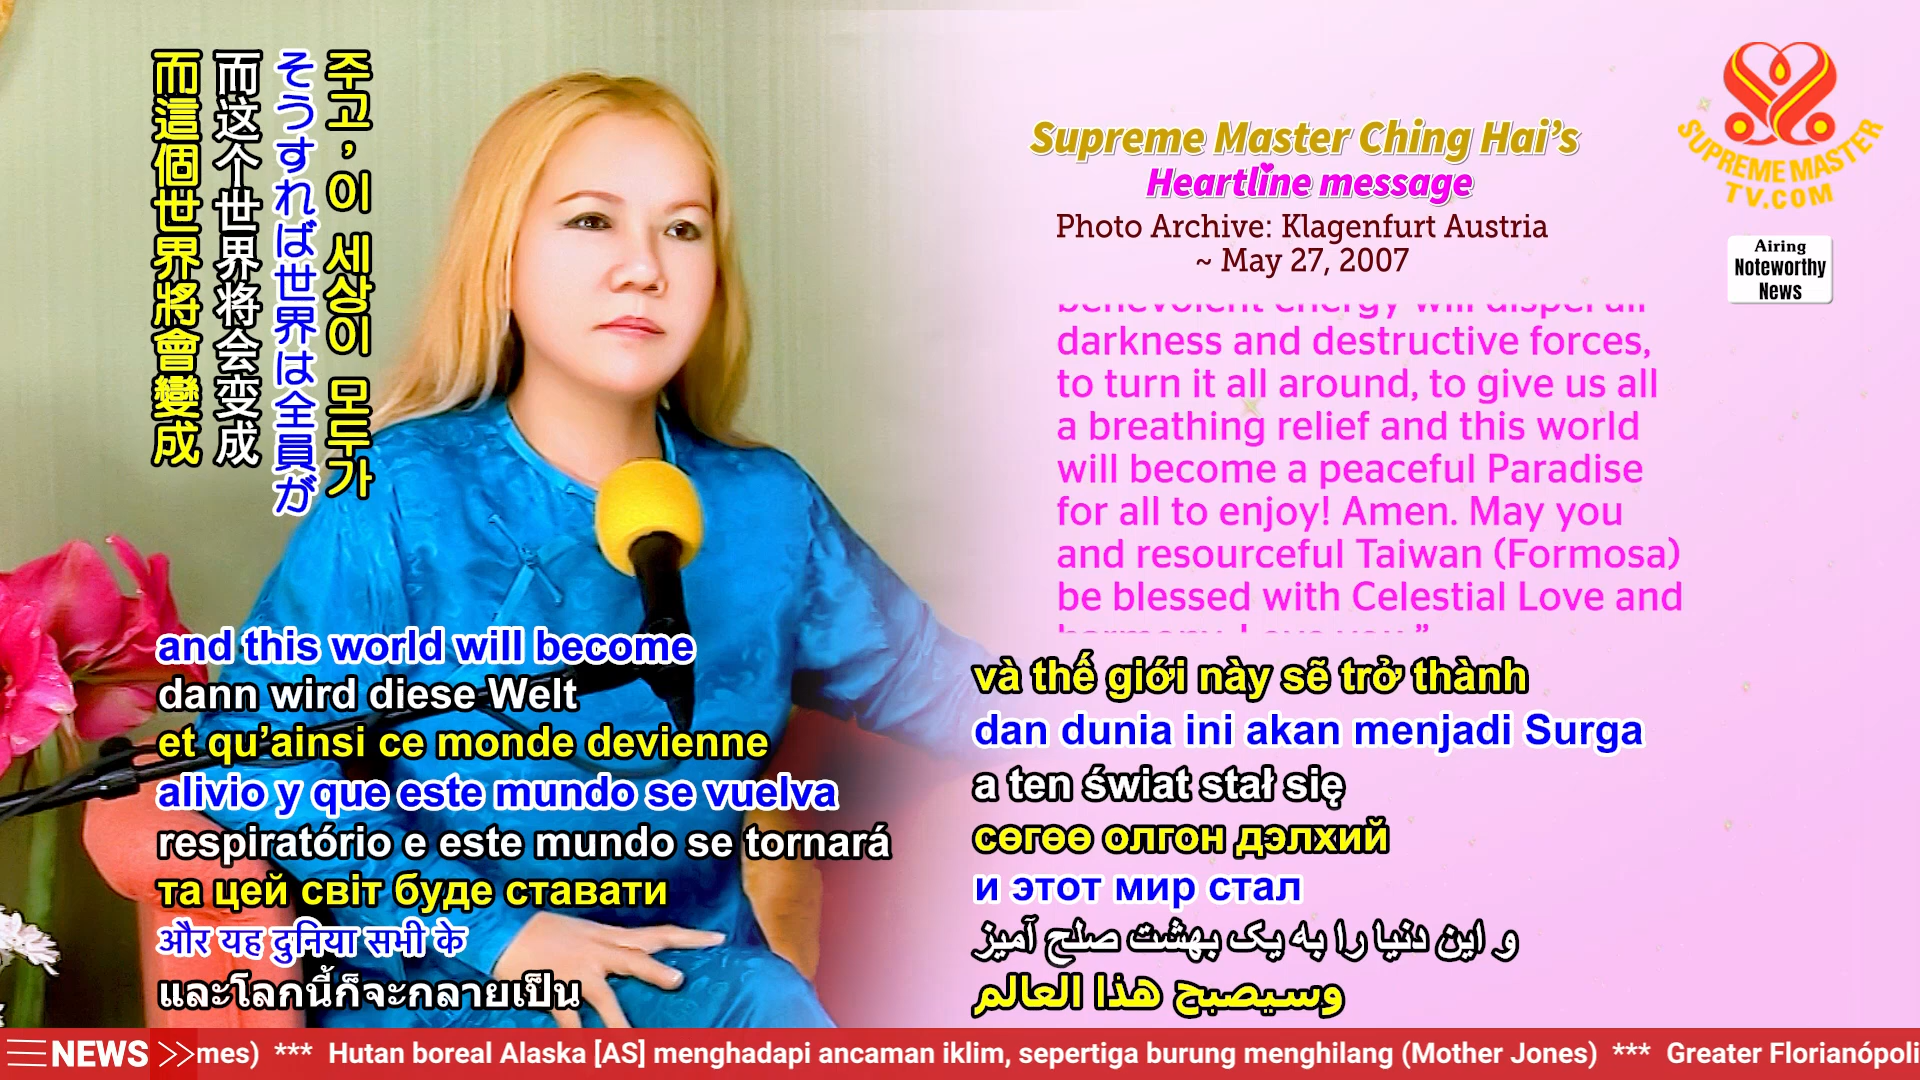 而這個世界將會變成
而这个世界将会变成
そうすれば世界は全員が
주고, 이 세상이 모두가
Supreme Master Ching Hai's
Heartline message
Photo Archive: Klagenfurt Austria
~ May 27, 2007
SUPREME MASTER
TV.COM
Airing
Noteworthy
News
benevolent energy will dispel all
darkness and destructive forces,
to turn it all around, to give us all
a breathing relief and this world
will become a peaceful Paradise
for all to enjoy! Amen. May you
and resourceful Taiwan (Formosa)
be blessed with Celestial Love and
harmony. Love you.”
and this world will become
dann wird diese Welt
et qu’ainsi ce monde devienne
alivio y que este mundo se vuelva
respiratório e este mundo se tornará
та цей світ буде ставати
और यह दुनिया सभी के
และโลกนี้ก็จะกลายเป็น
và thế giới này sẽ trở thành
dan dunia ini akan menjadi Surga
a ten świat stał się
сөгөө олгон дэлхий
и этот мир стал
و این دنیا را به یک بهشت صلح آمیز
وسيصبح هذا العالم
NEWS mes) *** Hutan boreal Alaska [AS] menghadapi ancaman iklim, sepertiga burung menghilang (Mother Jones) *** Greater Florianópoli